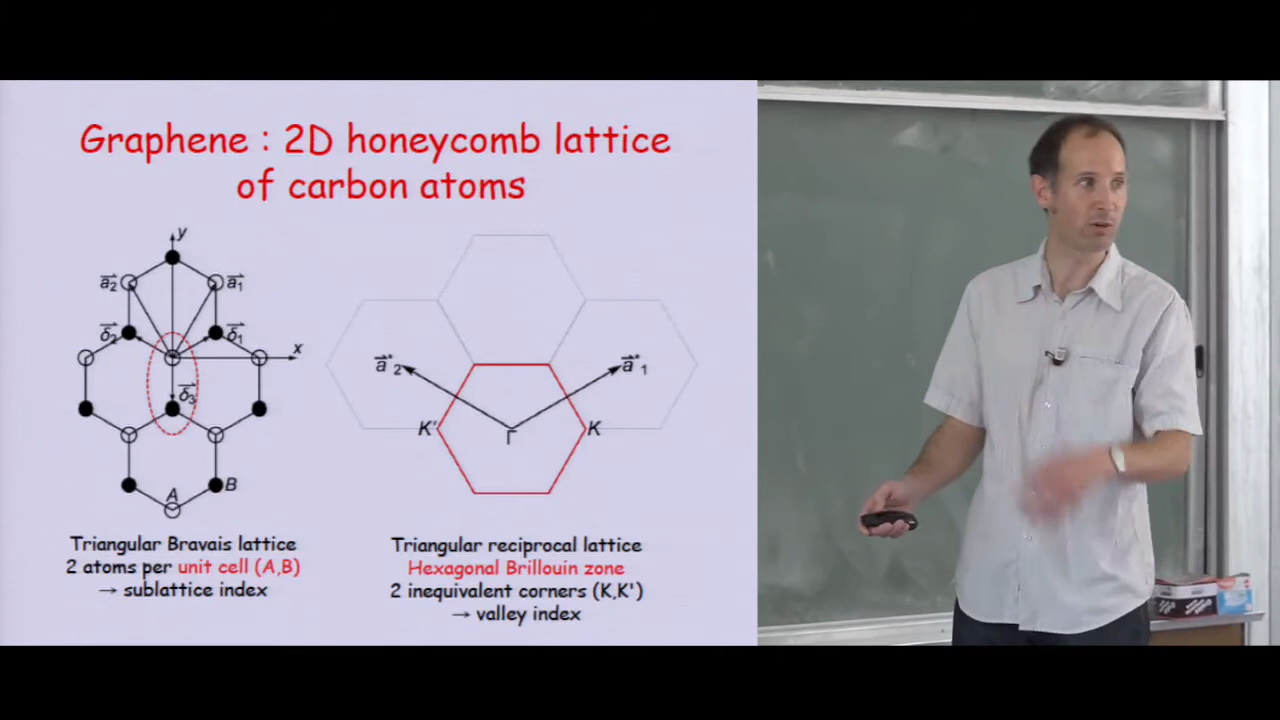 Graphene : 2D honeycomb lattice
of carbon atoms
y
a₂
a₁
δ₂
δ₁
x
δ₃
A
B
a*₂
a*₁
K'
Γ
K
Triangular Bravais lattice
2 atoms per unit cell (A,B)
→ sublattice index
Triangular reciprocal lattice
Hexagonal Brillouin zone
2 inequivalent corners (K,K')
→ valley index